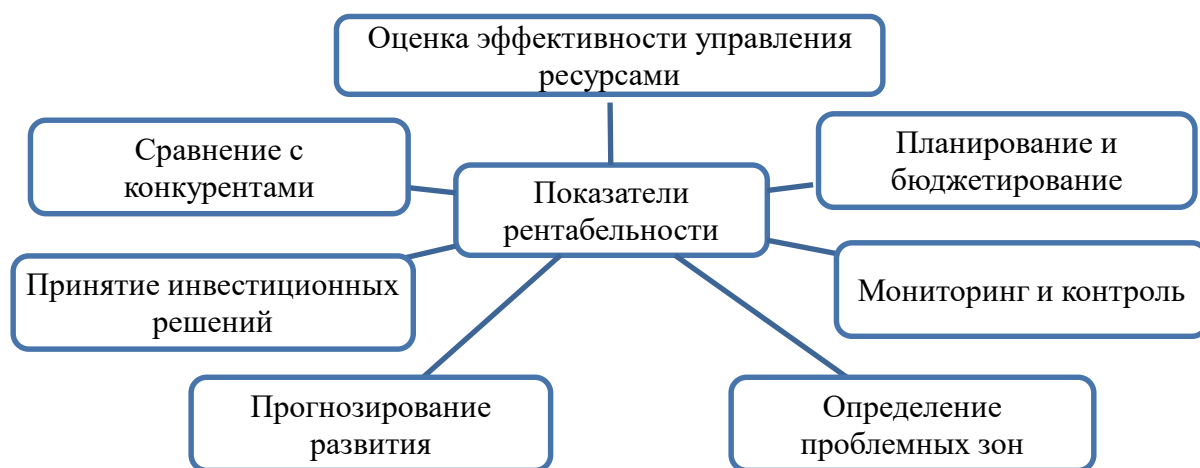 Оценка эффективности управления
ресурсами
Сравнение с
конкурентами
Планирование и
бюджетирование
Показатели
рентабельности
Принятие инвестиционных
решений
Мониторинг и контроль
Прогнозирование
развития
Определение
проблемных зон